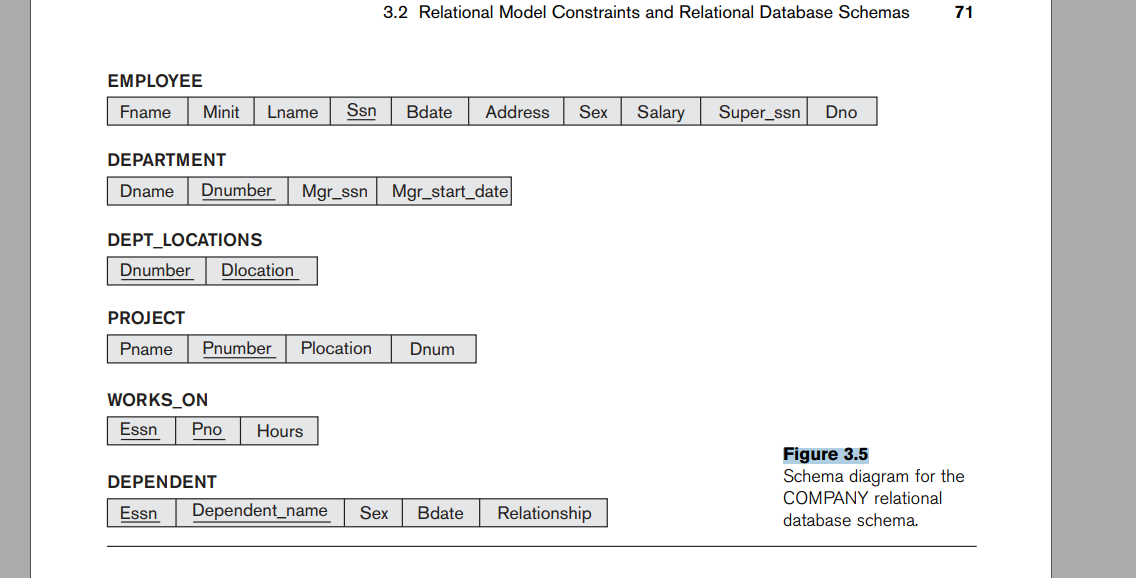 3.2 Relational Model Constraints and Relational Database Schemas 71
EMPLOYEE
Fname Minit Lname Ssn Bdate Address Sex Salary Super_ssn Dno
DEPARTMENT
Dname Dnumber Mgr_ssn Mgr_start_date
DEPT_LOCATIONS
Dnumber Dlocation
PROJECT
Pname Pnumber Plocation Dnum
WORKS_ON
Essn Pno Hours
DEPENDENT
Essn Dependent_name Sex Bdate Relationship
Figure 3.5
Schema diagram for the
COMPANY relational
database schema.